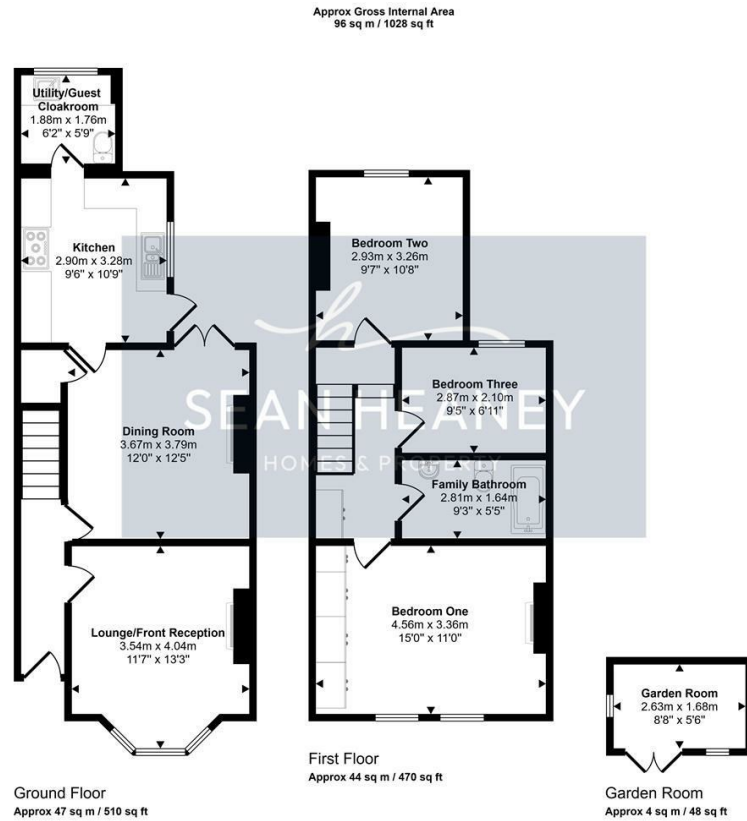 Approx Gross Internal Area
96 sq m / 1028 sq ft
Utility/Guest
Cloakroom
1.88m x 1.76m
6'2" x 5'9"
Kitchen
2.90m x 3.28m
9'6" x 10'9"
Dining Room
3.67m x 3.79m
12'0" x 12'5"
Lounge/Front Reception
3.54m x 4.04m
11'7" x 13'3"
Ground Floor
Approx 47 sq m / 510 sq ft
Bedroom Two
2.93m x 3.26m
9'7" x 10'8"
Bedroom Three
2.87m x 2.10m
9'5" x 6'11"
Family Bathroom
2.81m x 1.64m
9'3" x 5'5"
Bedroom One
4.56m x 3.36m
15'0" x 11'0"
First Floor
Approx 44 sq m / 470 sq ft
Garden Room
2.63m x 1.68m
8'8" x 5'6"
Garden Room
Approx 4 sq m / 48 sq ft
h
SEAN HEANEY
HOMES & PROPERTY